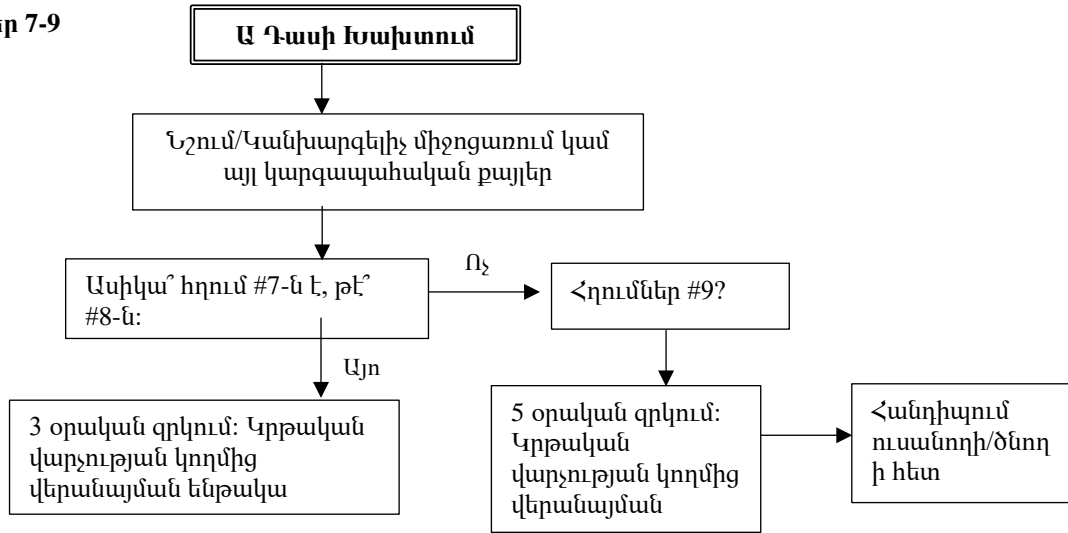 ր 7-9
Ա Դասի Խախտում
Նշում/Կանխարգելիչ միջոցառում կամ
այլ կարգապահական քայլեր
Ասիկա՞ հղում #7-ն է, թէ՞
#8-ն:
Ոչ
Հղումներ #9?
Այո
3 օրական զրկում: Կրթական
վարչության կողմից
վերանայման ենթակա
5 օրական զրկում:
Կրթական
վարչության կողմից
վերանայման
Հանդիպում
ուսանողի/ծնող
ի հետ